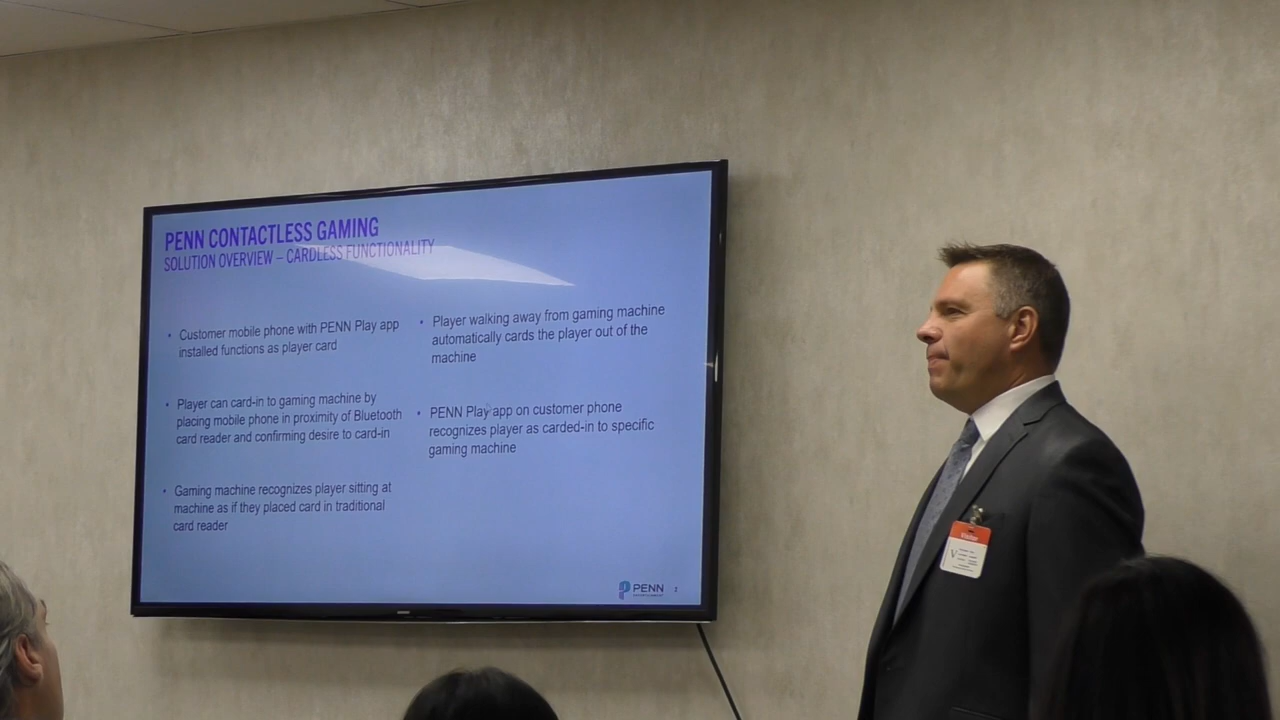 PENN CONTACTLESS GAMING
SOLUTION OVERVIEW – CARDLESS FUNCTIONALITY
• Customer mobile phone with PENN Play app
installed functions as player card
• Player can card-in to gaming machine by
placing mobile phone in proximity of Bluetooth
card reader and confirming desire to card-in
• Gaming machine recognizes player sitting at
machine as if they placed card in traditional
card reader
• Player walking away from gaming machine
automatically cards the player out of the
machine
• PENN Play app on customer phone
recognizes player as carded-in to specific
gaming machine
PENN
ENTERTAINMENT
2
Visitor
V